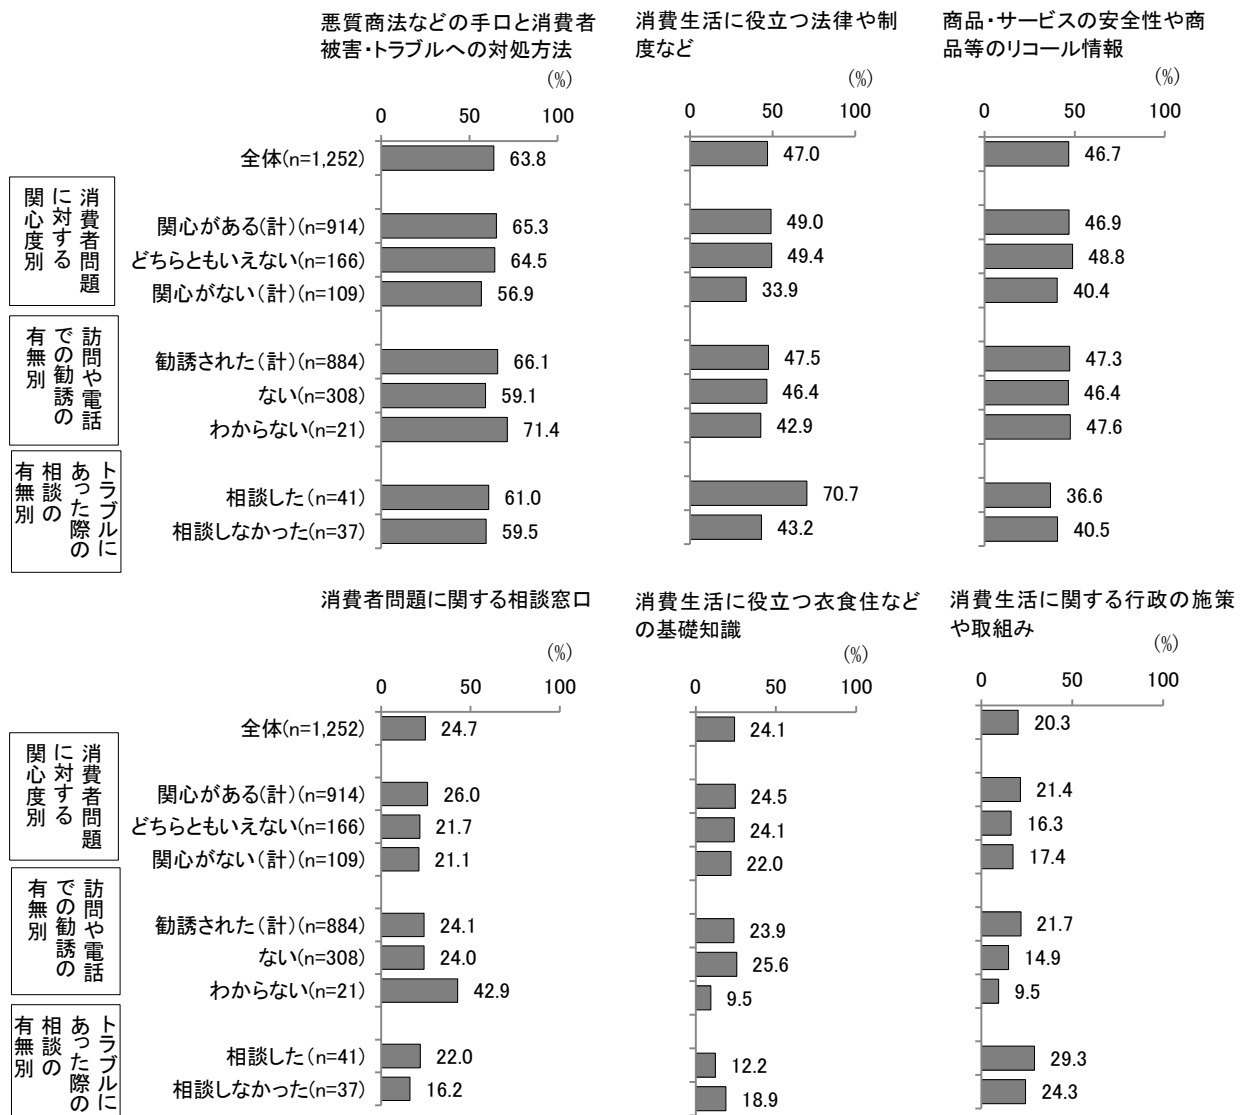 悪質商法などの手口と消費者
被害・トラブルへの対処方法
(%)
0 50 100
消費生活に役立つ法律や制
度など
(%)
0 50 100
商品・サービスの安全性や商
品等のリコール情報
(%)
0 50 100
全体(n=1,252) 63.8 47.0 46.7
消費者問題
に対する
関心度別
関心がある(計)(n=914) 65.3 49.0 46.9
どちらともいえない(n=166) 64.5 49.4 48.8
関心がない(計)(n=109) 56.9 33.9 40.4
訪問や電話
での勧誘の
有無別
勧誘された(計)(n=884) 66.1 47.5 47.3
ない(n=308) 59.1 46.4 46.4
わからない(n=21) 71.4 42.9 47.6
トラブルに
あった際の
相談の
有無別
相談した(n=41) 61.0 70.7 36.6
相談しなかった(n=37) 59.5 43.2 40.5
消費者問題に関する相談窓口
(%)
0 50 100
消費生活に役立つ衣食住など
の基礎知識
(%)
0 50 100
消費生活に関する行政の施策
や取組み
(%)
0 50 100
全体(n=1,252) 24.7 24.1 20.3
消費者問題
に対する
関心度別
関心がある(計)(n=914) 26.0 24.5 21.4
どちらともいえない(n=166) 21.7 24.1 16.3
関心がない(計)(n=109) 21.1 22.0 17.4
訪問や電話
での勧誘の
有無別
勧誘された(計)(n=884) 24.1 23.9 21.7
ない(n=308) 24.0 25.6 14.9
わからない(n=21) 42.9 9.5 9.5
トラブルに
あった際の
相談の
有無別
相談した(n=41) 22.0 12.2 29.3
相談しなかった(n=37) 16.2 18.9 24.3